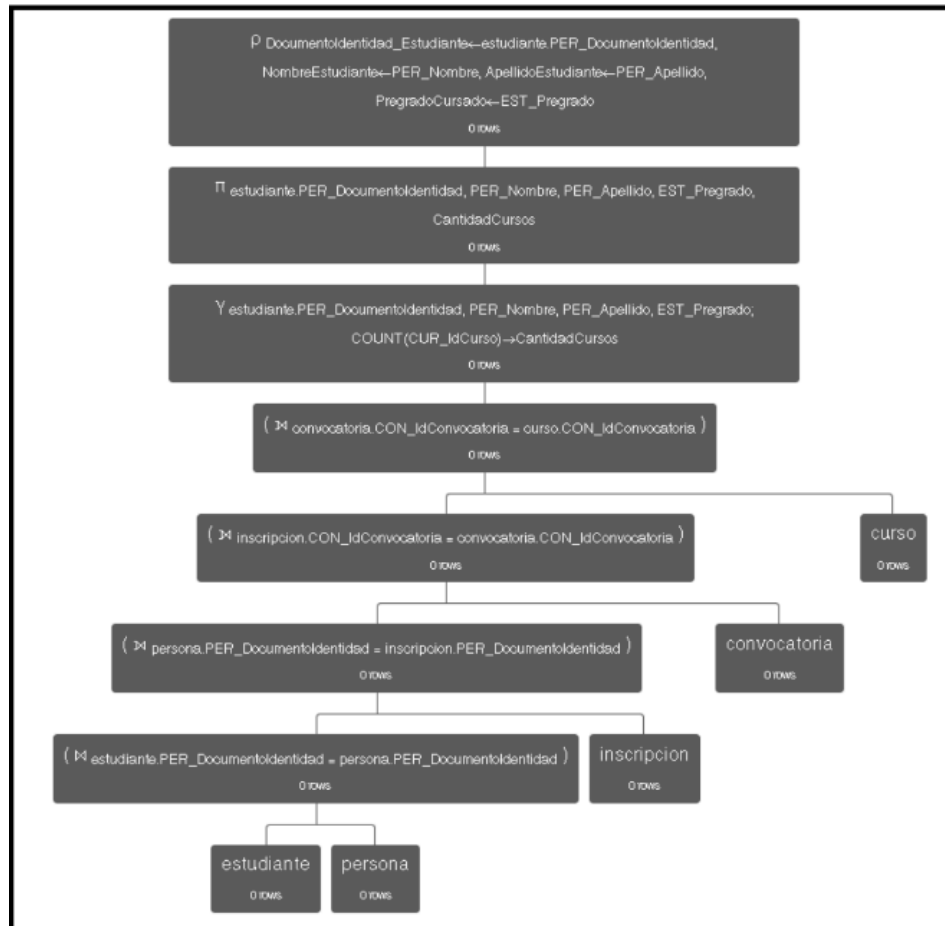 ρ DocumentoIdentidad_Estudiante←estudiante.PER_DocumentoIdentidad,
NombreEstudiante←PER_Nombre, ApellidoEstudiante←PER_Apellido,
PregradoCursado←EST_Pregrado
0 rows
π estudiante.PER_DocumentoIdentidad, PER_Nombre, PER_Apellido, EST_Pregrado,
CantidadCursos
0 rows
γ estudiante.PER_DocumentoIdentidad, PER_Nombre, PER_Apellido, EST_Pregrado;
COUNT(CUR_IdCurso)→CantidadCursos
0 rows
( ⟕ convocatoria.CON_IdConvocatoria = curso.CON_IdConvocatoria )
0 rows
( ⟕ inscripcion.CON_IdConvocatoria = convocatoria.CON_IdConvocatoria )
0 rows
curso
0 rows
( ⟕ persona.PER_DocumentoIdentidad = inscripcion.PER_DocumentoIdentidad )
0 rows
convocatoria
0 rows
( ⋈ estudiante.PER_DocumentoIdentidad = persona.PER_DocumentoIdentidad )
0 rows
inscripcion
0 rows
estudiante
0 rows
persona
0 rows